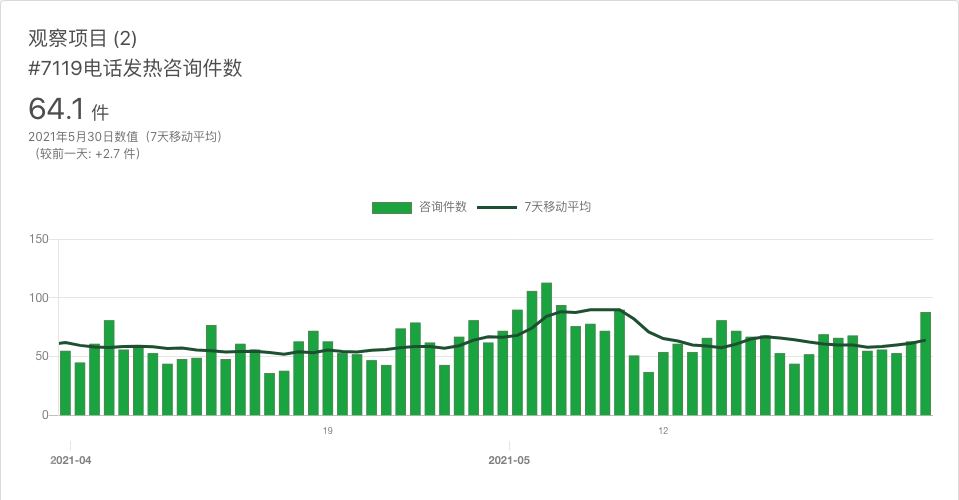 观察项目 (2)
#7119电话发热咨询件数
64.1 件
2021年5月30日数值（7天移动平均）
（较前一天: +2.7 件）
咨询件数 7天移动平均
150
100
50
0
19 12
2021-04 2021-05